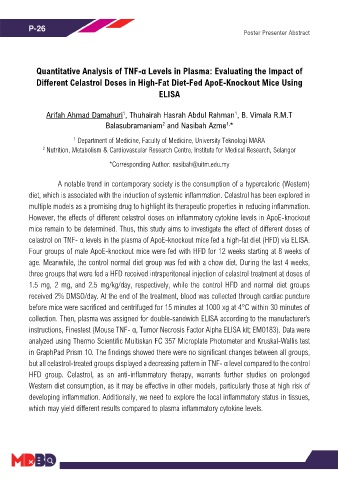 P-26
Poster Presenter Abstract
Quantitative Analysis of TNF-α Levels in Plasma: Evaluating the Impact of
Different Celastrol Doses in High-Fat Diet-Fed ApoE-Knockout Mice Using
ELISA
Arifah Ahmad Damahuri¹, Thuhairah Hasrah Abdul Rahman¹, B. Vimala R.M.T
Balasubramaniam² and Nasibah Azme¹,*
¹ Department of Medicine, Faculty of Medicine, University Teknologi MARA
² Nutrition, Metabolism & Cardiovascular Research Centre, Institute for Medical Research, Selangor
*Corresponding Author: nasibah@uitm.edu.my
A notable trend in contemporary society is the consumption of a hypercaloric (Western)
diet, which is associated with the induction of systemic inflammation. Celastrol has been explored in
multiple models as a promising drug to highlight its therapeutic properties in reducing inflammation.
However, the effects of different celastrol doses on inflammatory cytokine levels in ApoE-knockout
mice remain to be determined. Thus, this study aims to investigate the effect of different doses of
celastrol on TNF- α levels in the plasma of ApoE-knockout mice fed a high-fat diet (HFD) via ELISA.
Four groups of male ApoE-knockout mice were fed with HFD for 12 weeks starting at 8 weeks of
age. Meanwhile, the control normal diet group was fed with a chow diet. During the last 4 weeks,
three groups that were fed a HFD received intraperitoneal injection of celastrol treatment at doses of
1.5 mg, 2 mg, and 2.5 mg/kg/day, respectively, while the control HFD and normal diet groups
received 2% DMSO/day. At the end of the treatment, blood was collected through cardiac puncture
before mice were sacrificed and centrifuged for 15 minutes at 1000 xg at 4°C within 30 minutes of
collection. Then, plasma was assigned for double-sandwich ELISA according to the manufacturer's
instructions, Finestest (Mouse TNF- α, Tumor Necrosis Factor Alpha ELISA kit; EM0183). Data were
analyzed using Thermo Scientific Multiskan FC 357 Microplate Photometer and Kruskal-Wallis test
in GraphPad Prism 10. The findings showed there were no significant changes between all groups;
but all celastrol-treated groups displayed a decreasing pattern in TNF- α level compared to the control
HFD group. Celastrol, as an anti-inflammatory therapy, warrants further studies on prolonged
Western diet consumption, as it may be effective in other models, particularly those at high risk of
developing inflammation. Additionally, we need to explore the local inflammatory status in tissues,
which may yield different results compared to plasma inflammatory cytokine levels.